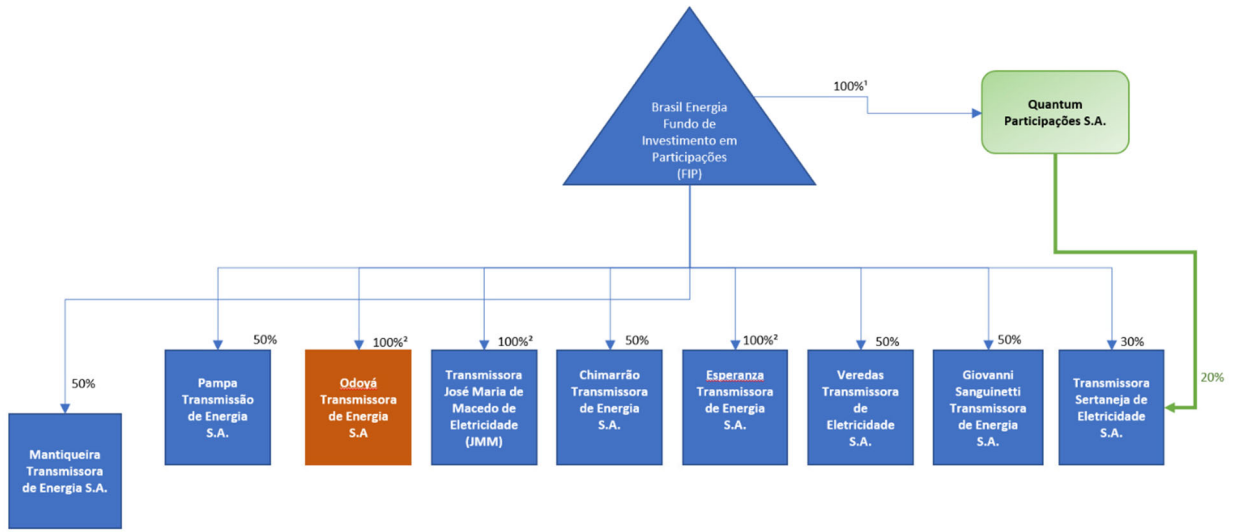 Brasil Energia
Fundo de
Investimento em
Participações
(FIP)
100%¹
Quantum
Participações S.A.
50%
Mantiqueira
Transmissora
de Energia S.A.
50%
Pampa
Transmissão
de Energia
S.A.
100%²
Odoyá
Transmissora
de Energia
S.A
100%²
Transmissora
José Maria de
Macedo de
Eletricidade
(JMM)
50%
Chimarrão
Transmissora
de Energia
S.A.
100%²
Esperanza
Transmissora
de Energia
S.A.
50%
Veredas
Transmissora
de
Eletricidade
S.A.
50%
Giovanni
Sanguinetti
Transmissora
de Energia
S.A.
30%
Transmissora
Sertaneja de
Eletricidade
S.A.
20%